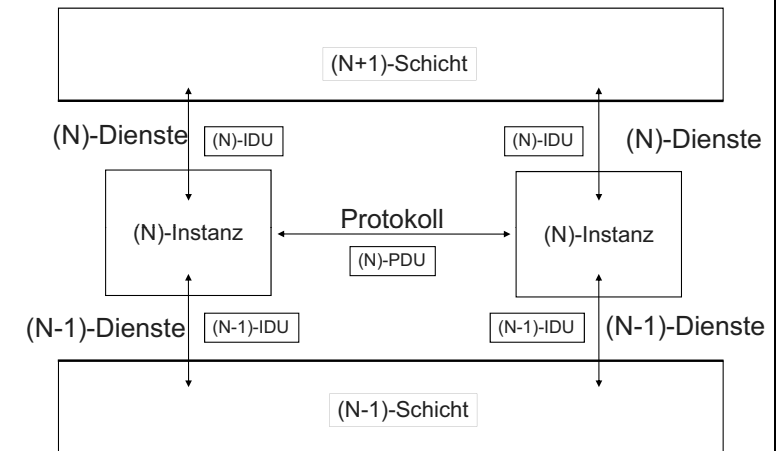 (N+1)-Schicht
(N)-Dienste
(N)-IDU
(N)-IDU
(N)-Dienste
(N)-Instanz
Protokoll
(N)-PDU
(N)-Instanz
(N-1)-Dienste
(N-1)-IDU
(N-1)-IDU
(N-1)-Dienste
(N-1)-Schicht